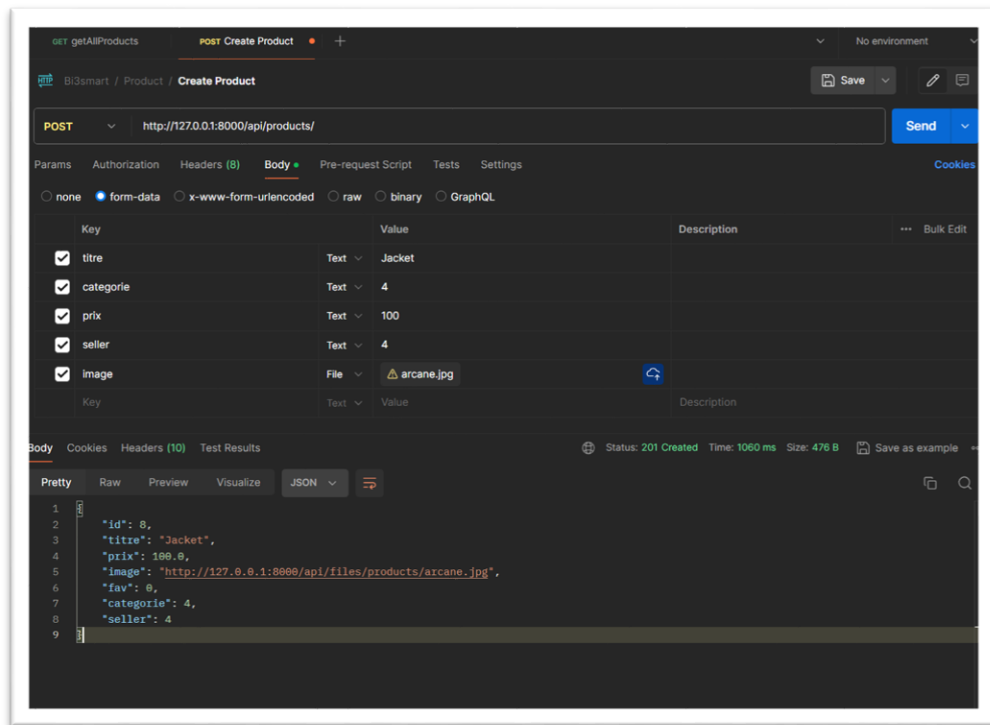 GET getAllProducts POST Create Product No environment
HTTP Bi3smart / Product / Create Product Save
POST http://127.0.0.1:8000/api/products/ Send
Params Authorization Headers (8) Body Pre-request Script Tests Settings Cookies
none form-data x-www-form-urlencoded raw binary GraphQL
Key Value Description ••• Bulk Edit
titre Text Jacket
categorie Text 4
prix Text 100
seller Text 4
image File arcane.jpg
Key Text Value Description
Body Cookies Headers (10) Test Results Status: 201 Created Time: 1060 ms Size: 476 B Save as example
Pretty Raw Preview Visualize JSON
1 {
2 "id": 8,
3 "titre": "Jacket",
4 "prix": 100.0,
5 "image": "http://127.0.0.1:8000/api/files/products/arcane.jpg",
6 "fav": 0,
7 "categorie": 4,
8 "seller": 4
9 }